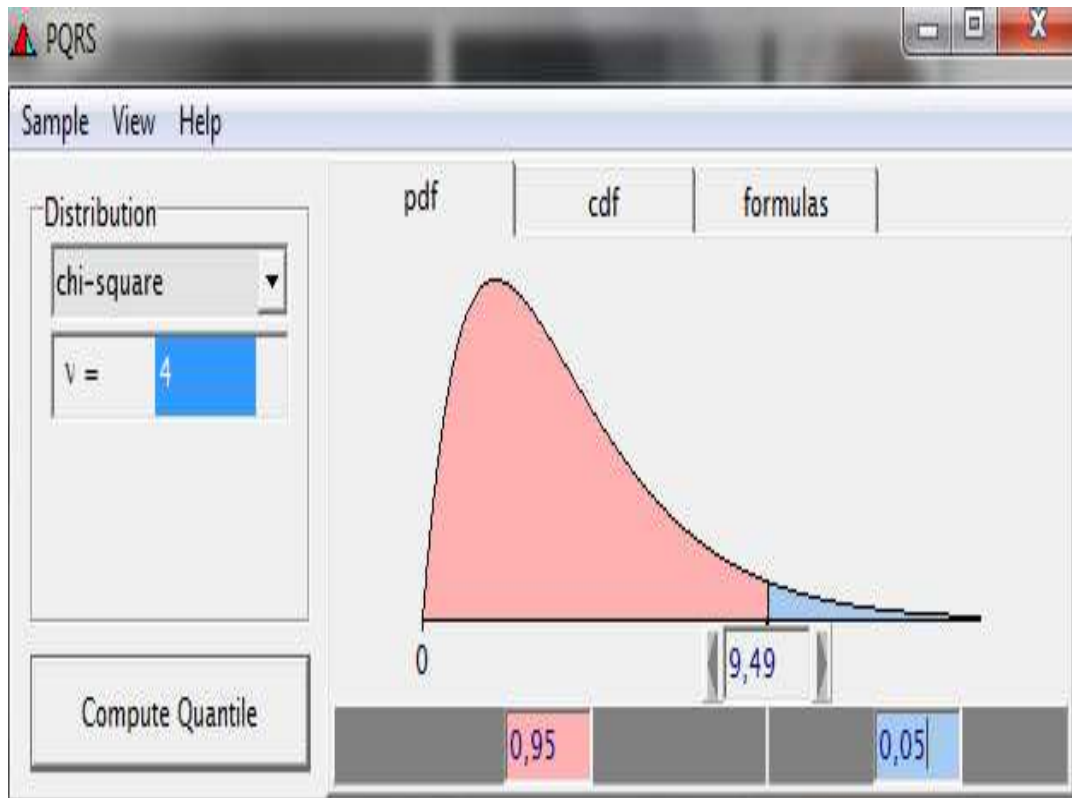 PQRS
Sample View Help
Distribution
chi-square
ν = 4
Compute Quantile
pdf cdf formulas
0 9,49
0,95 0,05